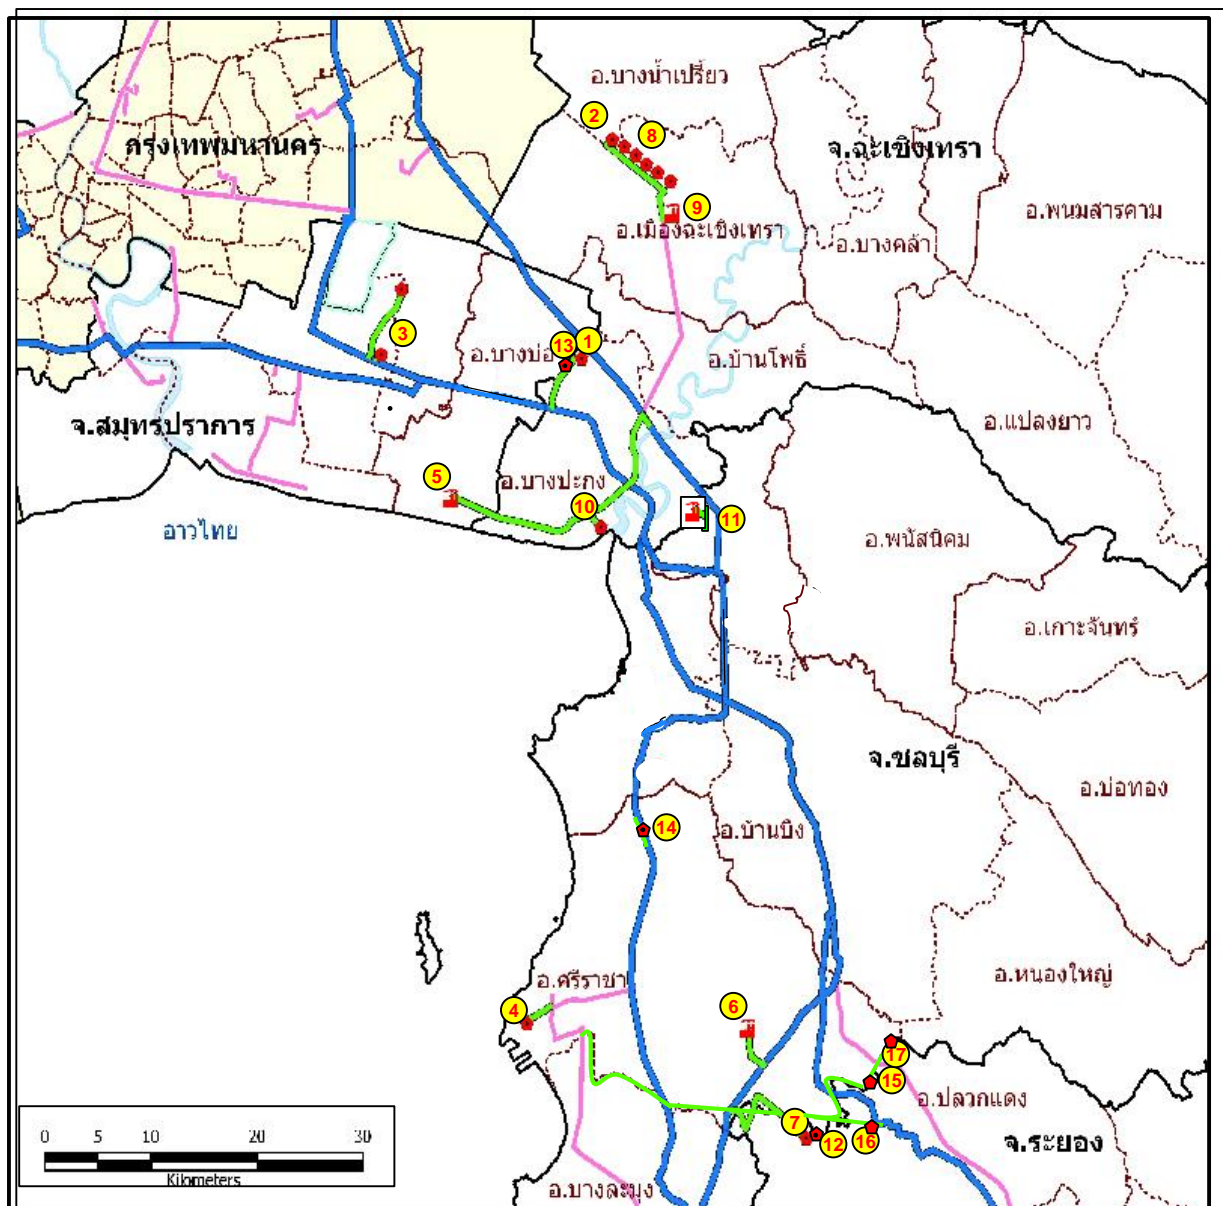 อ.บางน้ำเปรี้ยว
2
8
กรุงเทพมหานคร
จ.ฉะเชิงเทรา
9
อ.พนมสารคาม
อ.เมืองฉะเชิงเทรา
อ.บางคล้า
3
13
1
อ.บางบ่อ
อ.บ้านโพธิ์
จ.สมุทรปราการ
อ.แปลงยาว
5
อ.บางปะกง
10
11
อ่าวไทย
อ.พนัสนิคม
อ.เกาะจันทร์
จ.ชลบุรี
อ.บ่อทอง
14
อ.บ้านบึง
อ.ศรีราชา
อ.หนองใหญ่
4
6
17
15
อ.ปลวกแดง
7
12
16
จ.ระยอง
0 5 10 20 30
Kilometers
อ.บางละมุง